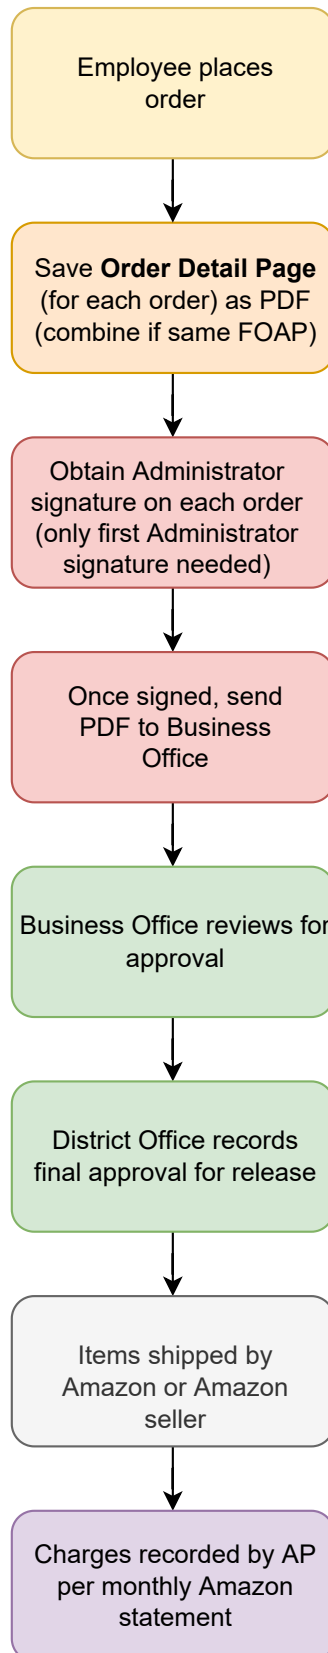 Employee places
order
Save Order Detail Page
(for each order) as PDF
(combine if same FOAP)
Obtain Administrator
signature on each order
(only first Administrator
signature needed)
Once signed, send
PDF to Business
Office
Business Office reviews for
approval
District Office records
final approval for release
Items shipped by
Amazon or Amazon
seller
Charges recorded by AP
per monthly Amazon
statement